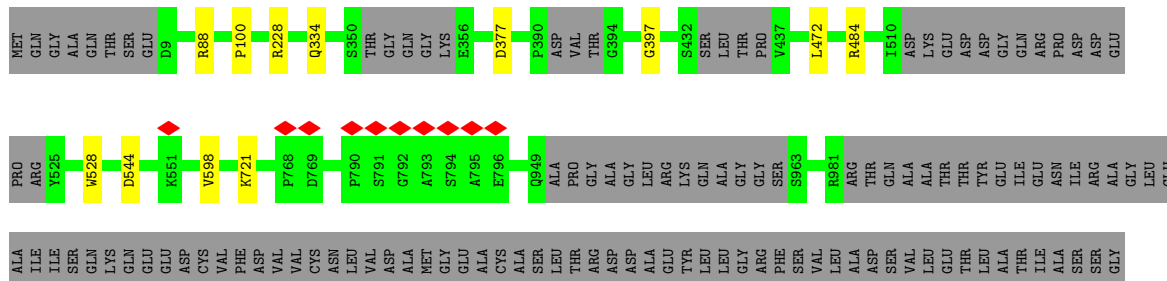 MET GLN GLY ALA GLN THR SER GLU D9 R88 P100 R228 Q334 S350 THR GLY GLN GLY LYS E356 D377 P390 ASP VAL THR G394 G397 S432 SER LEU THR PRO V437 L472 R484 I510 ASP LYS GLU ASP ASP GLY GLN ARG PRO ASP ASP GLU
PRO ARG Y525 W528 D544 K551 V598 K721 P768 D769 P790 S791 G792 A793 S794 A795 E796 Q949 ALA PRO GLY ALA GLY LEU ARG LYS GLN ALA GLY GLY SER S963 R981 ARG THR GLN ALA ALA THR THR TYR GLU ILE GLU ASN ILE ARG ALA GLY LEU GLU
ALA ILE ILE SER GLN LYS GLN GLU GLU ASP CYS VAL PHE ASP VAL VAL CYS ASN LEU VAL ASP ALA MET GLY GLU ALA CYS ALA SER LEU THR ARG ASP ASP ALA GLU TYR LEU LEU GLY ARG PHE SER VAL LEU ALA ASP SER VAL LEU GLU THR LEU ALA THR ILE ALA SER SER GLY